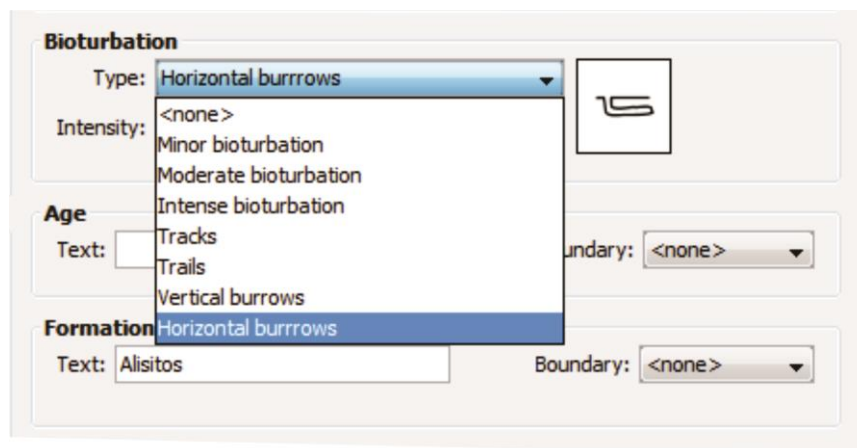 Bioturbation
Type: Horizontal burrrows
Intensity:
<none>
Minor bioturbation
Moderate bioturbation
Intense bioturbation
Tracks
Trails
Vertical burrows
Horizontal burrrows
Age
Text:
undary: <none>
Formation
Text: Alisitos
Boundary: <none>